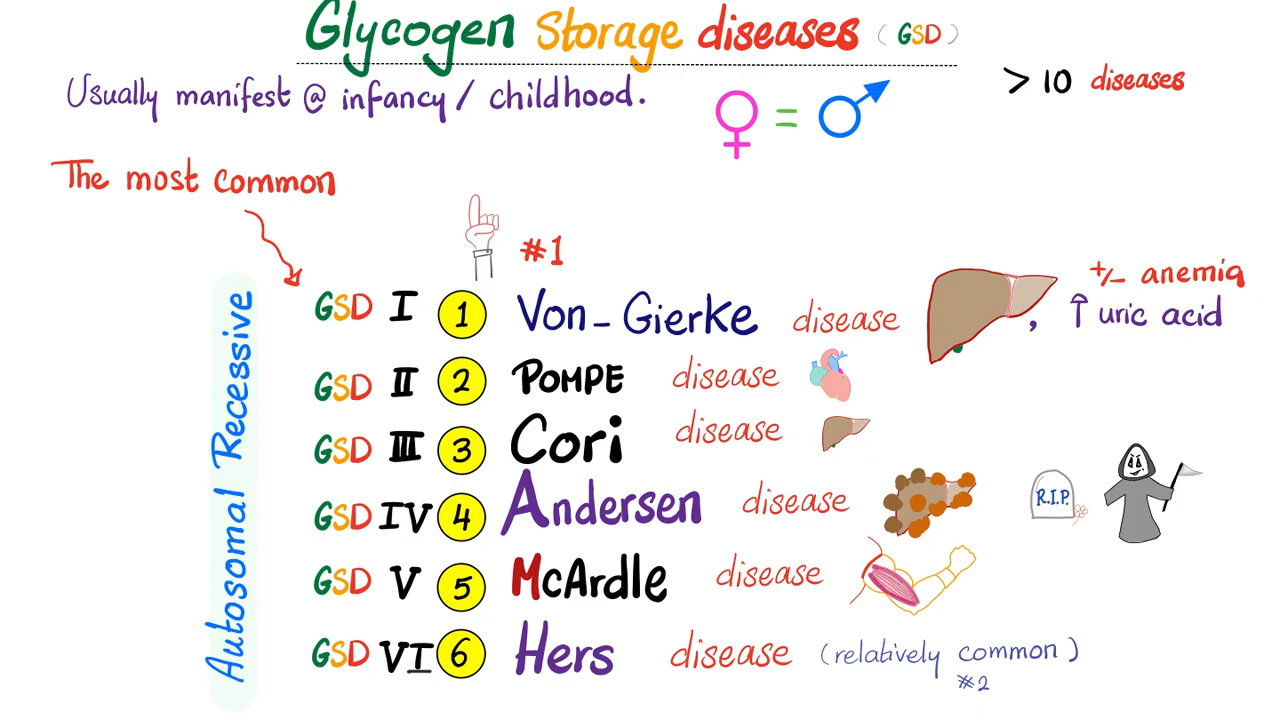 Glycogen Storage diseases (GSD)
Usually manifest @ infancy / childhood.
> 10 diseases
The most common
#1
Autosomal Recessive
GSD I 1 Von-Gierke disease , +/- anemia
↑ uric acid
GSD II 2 POMPE disease
GSD III 3 Cori disease
GSD IV 4 Andersen disease R.I.P.
GSD V 5 McArdle disease
GSD VI 6 Hers disease (relatively common)
#2